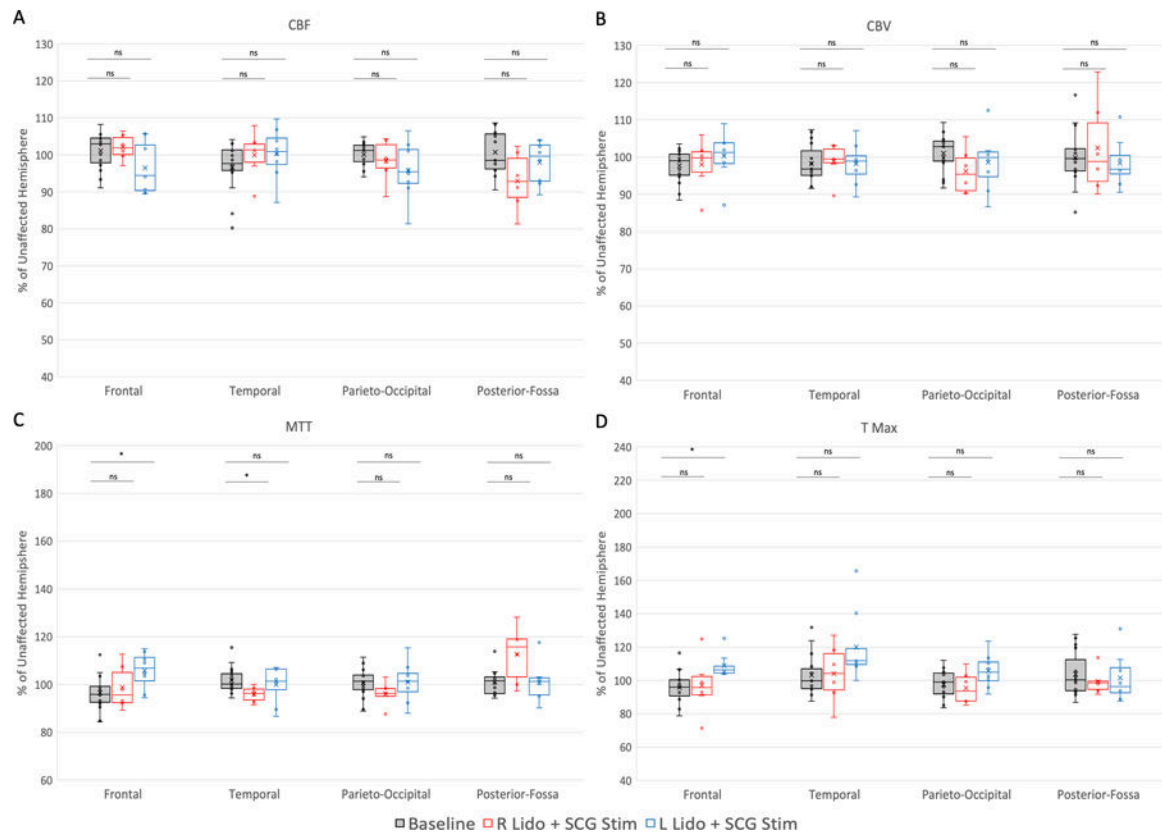 A
CBF
% of Unaffected Hemisphere
130
120
110
100
90
80
70
60
50
40
ns ns ns ns
ns ns ns ns
Frontal Temporal Parieto-Occipital Posterior-Fossa
B
CBV
% of Unaffected Hemipshere
130
120
110
100
90
80
70
60
50
40
ns ns ns ns
ns ns ns ns
Frontal Temporal Parieto-Occipital Posterior-Fossa
C
MTT
% of Unaffected Hemipshere
200
180
160
140
120
100
80
60
* ns ns ns
ns * ns ns
Frontal Temporal Parieto-Occipital Posterior-Fossa
D
T Max
% of Unaffected Hemipshere
240
220
200
180
160
140
120
100
80
60
40
* ns ns ns
ns ns ns ns
Frontal Temporal Parieto-Occipital Posterior-Fossa
Baseline R Lido + SCG Stim L Lido + SCG Stim